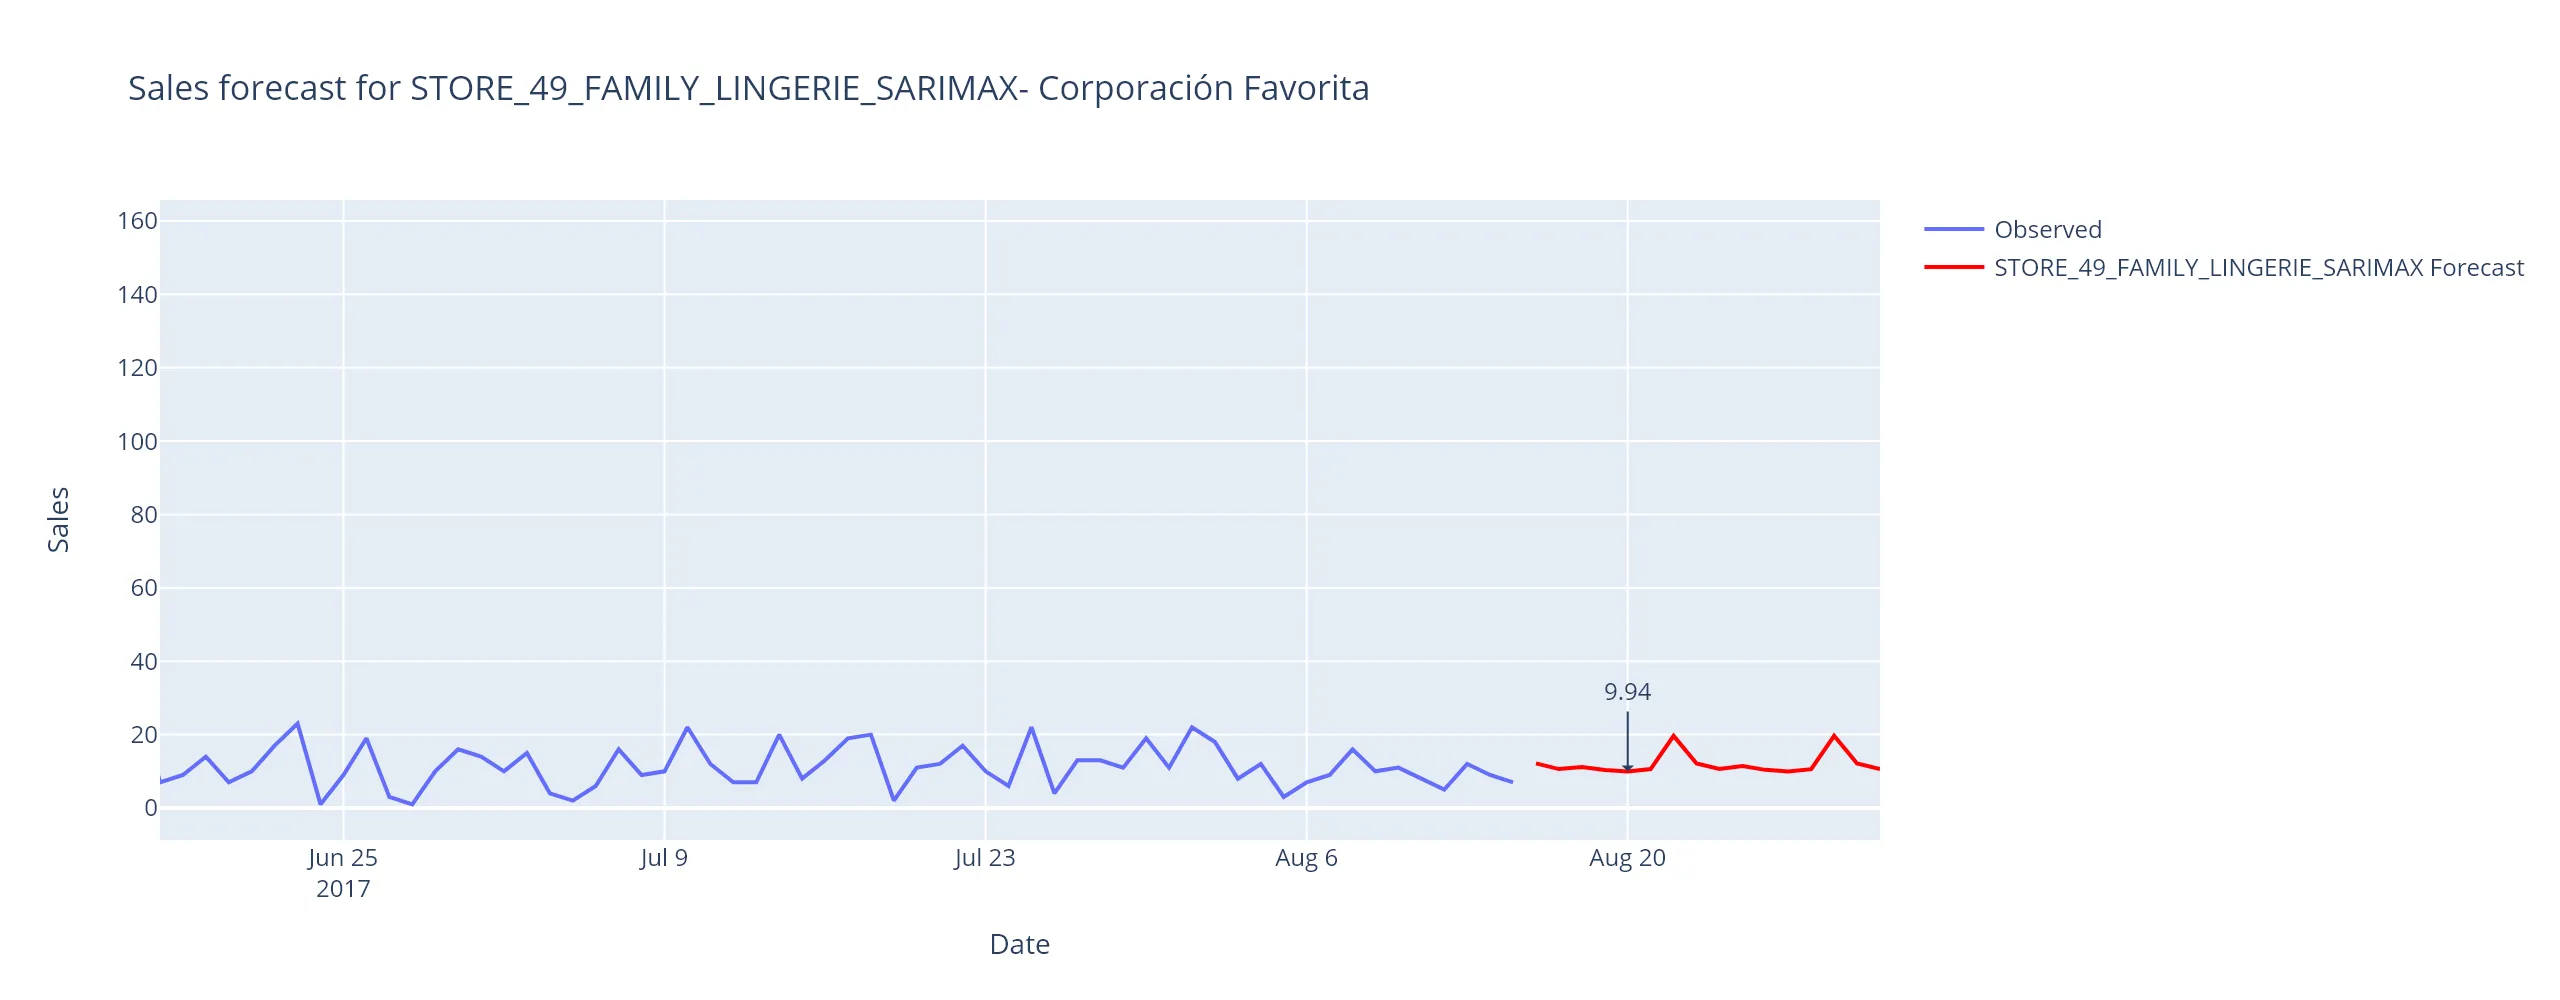 Sales forecast for STORE_49_FAMILY_LINGERIE_SARIMAX- Corporación Favorita
Observed
STORE_49_FAMILY_LINGERIE_SARIMAX Forecast
160
140
120
100
80
60
40
20
0
Sales
9.94
Jun 25
2017
Jul 9
Jul 23
Aug 6
Aug 20
Date